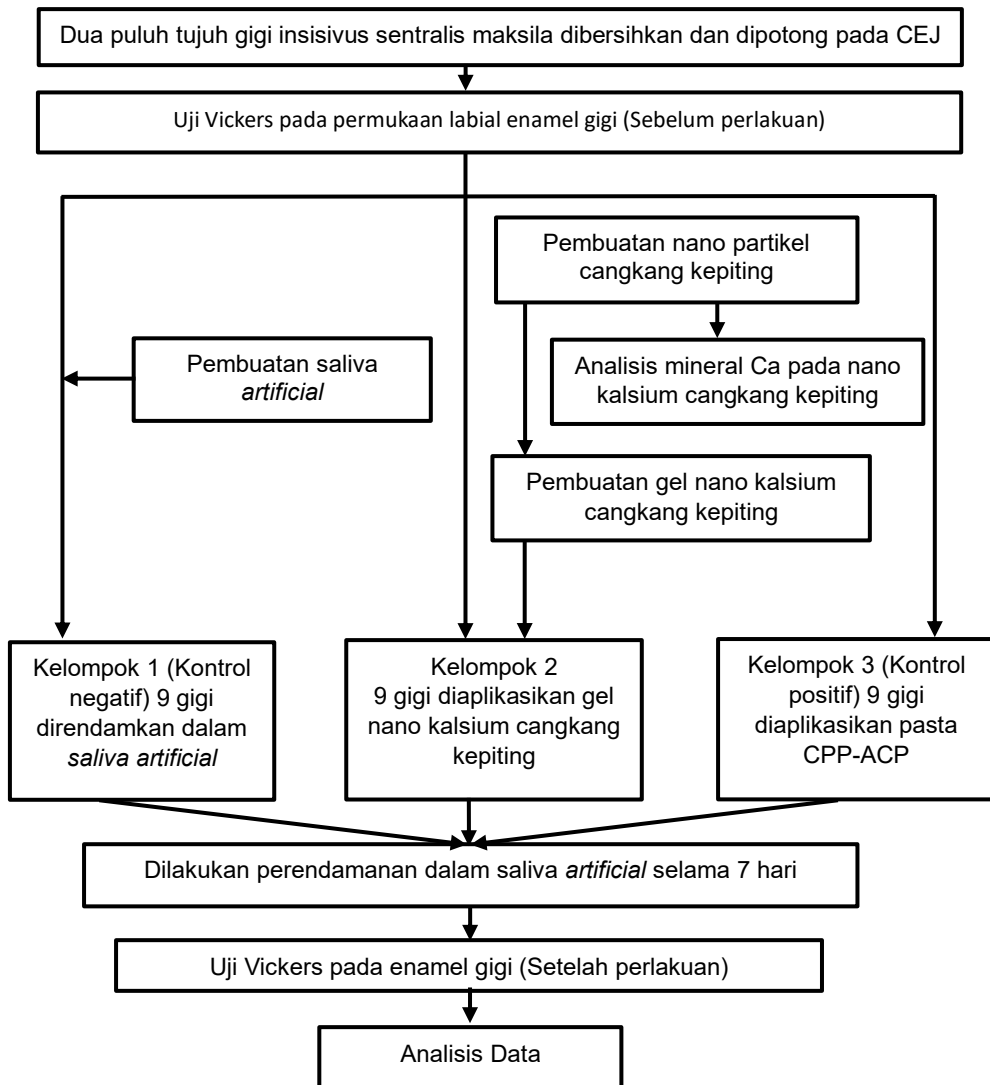 Dua puluh tujuh gigi insisivus sentralis maksila dibersihkan dan dipotong pada CEJ
Uji Vickers pada permukaan labial enamel gigi (Sebelum perlakuan)
Pembuatan nano partikel
cangkang kepiting
Pembuatan saliva
artificial
Analisis mineral Ca pada nano
kalsium cangkang kepiting
Pembuatan gel nano kalsium
cangkang kepiting
Kelompok 1 (Kontrol
negatif) 9 gigi
direndamkan dalam
saliva artificial
Kelompok 2
9 gigi diaplikasikan gel
nano kalsium cangkang
kepiting
Kelompok 3 (Kontrol
positif) 9 gigi
diaplikasikan pasta
CPP-ACP
Dilakukan perendamanan dalam saliva artificial selama 7 hari
Uji Vickers pada enamel gigi (Setelah perlakuan)
Analisis Data